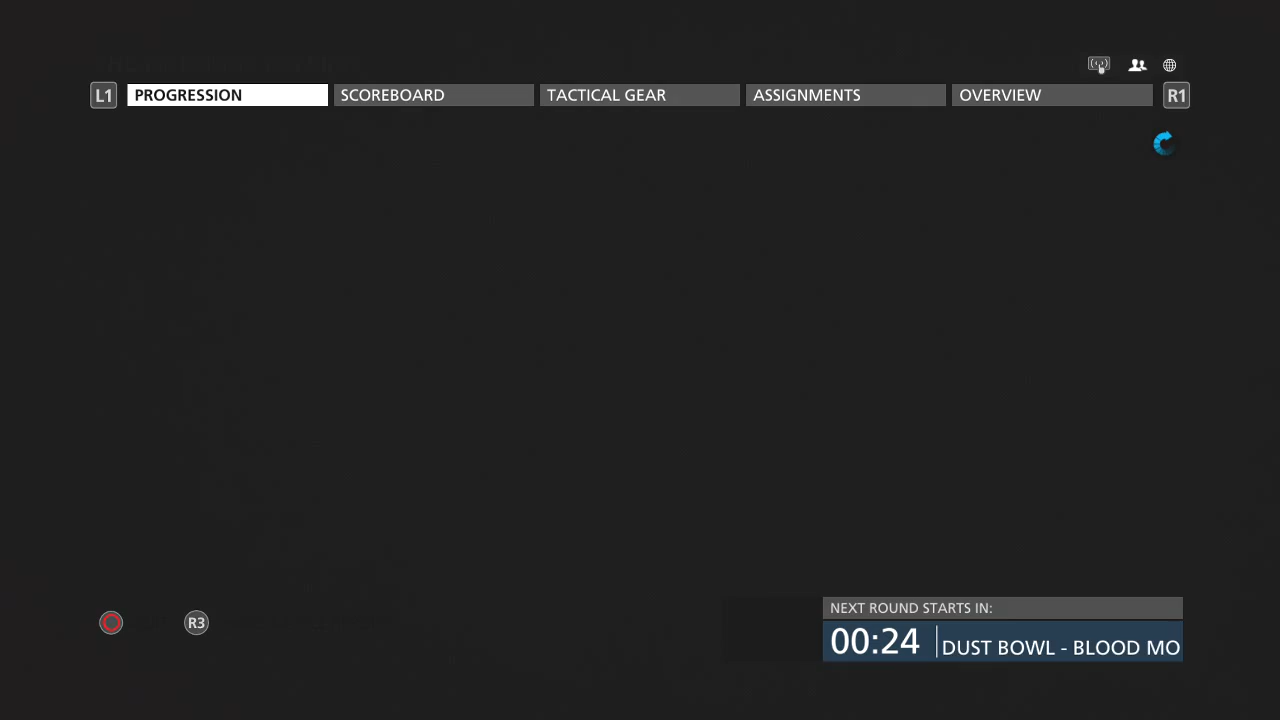 L1 PROGRESSION SCOREBOARD TACTICAL GEAR ASSIGNMENTS OVERVIEW R1
R3
NEXT ROUND STARTS IN:
00:24 DUST BOWL - BLOOD MO